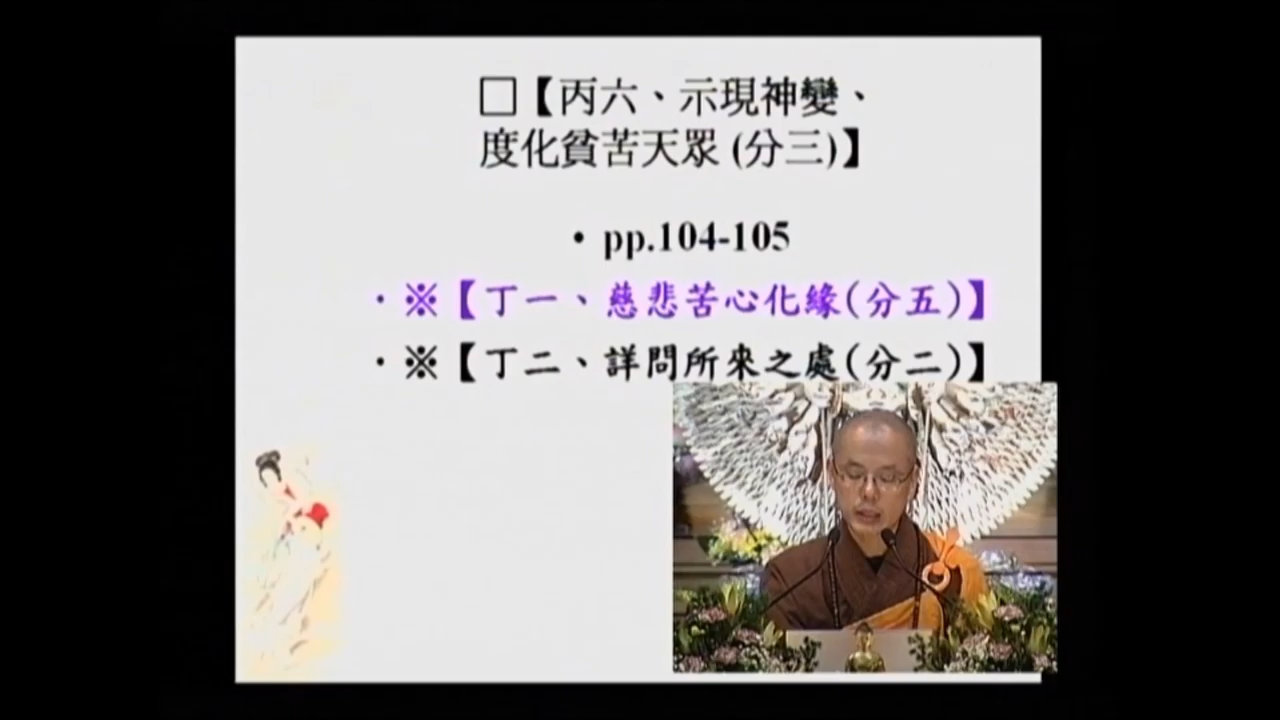 □【丙六、示現神變、
度化貧苦天眾 (分三)】
• pp.104-105
•※【丁一、慈悲苦心化緣(分五)】
•※【丁二、詳問所來之處(分二)】